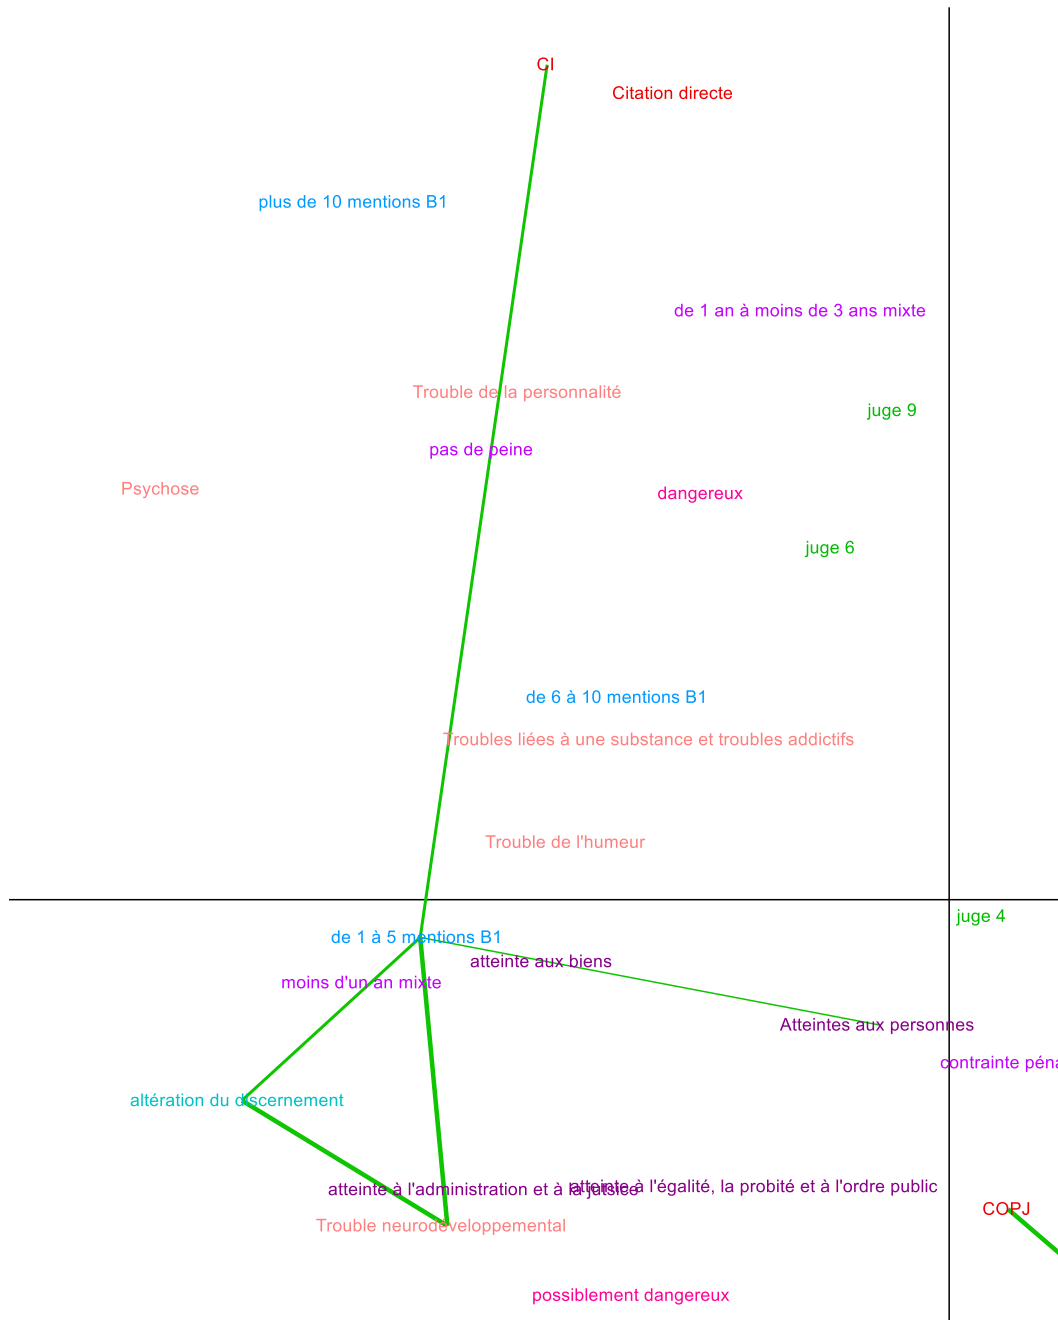 CI
Citation directe
plus de 10 mentions B1
de 1 an à moins de 3 ans mixte
Trouble de la personnalité
juge 9
pas de peine
Psychose
dangereux
juge 6
de 6 à 10 mentions B1
Troubles liées à une substance et troubles addictifs
Trouble de l'humeur
juge 4
de 1 à 5 mentions B1
atteinte aux biens
moins d'un an mixte
Atteintes aux personnes
contrainte péna
altération du discernement
atteinte à l'administration et à la jutsice
atteinte à l'égalité, la probité et à l'ordre public
COPJ
Trouble neurodéveloppemental
possiblement dangereux